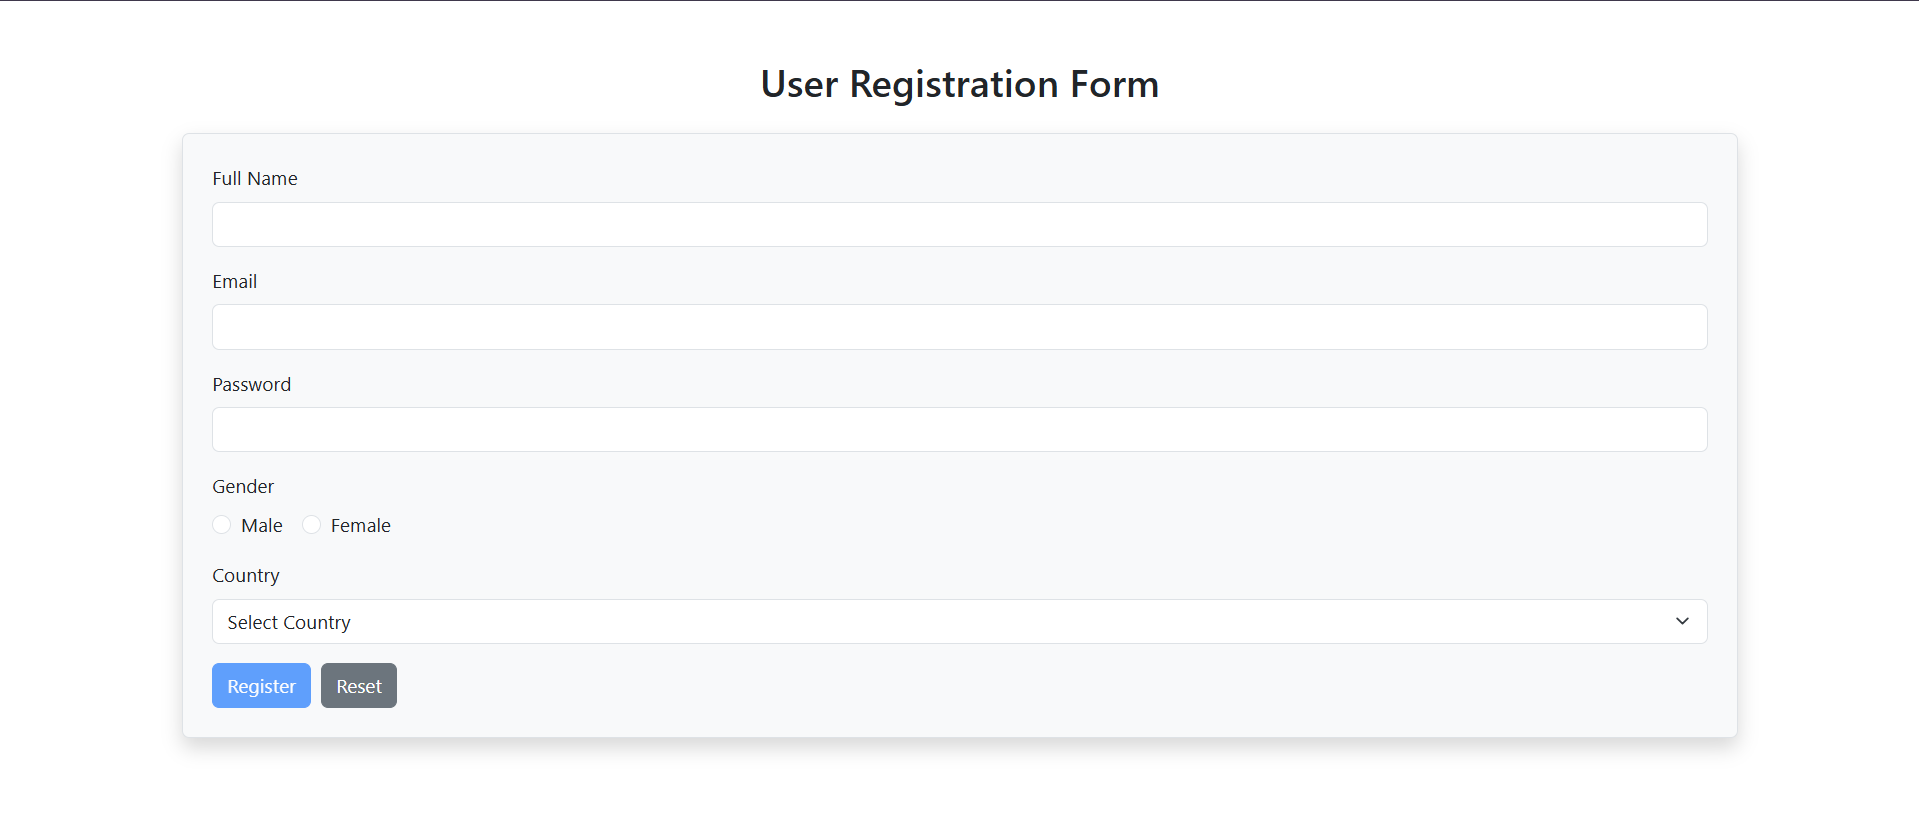 User Registration Form
Full Name
Email
Password
Gender
Male Female
Country
Select Country
Register Reset